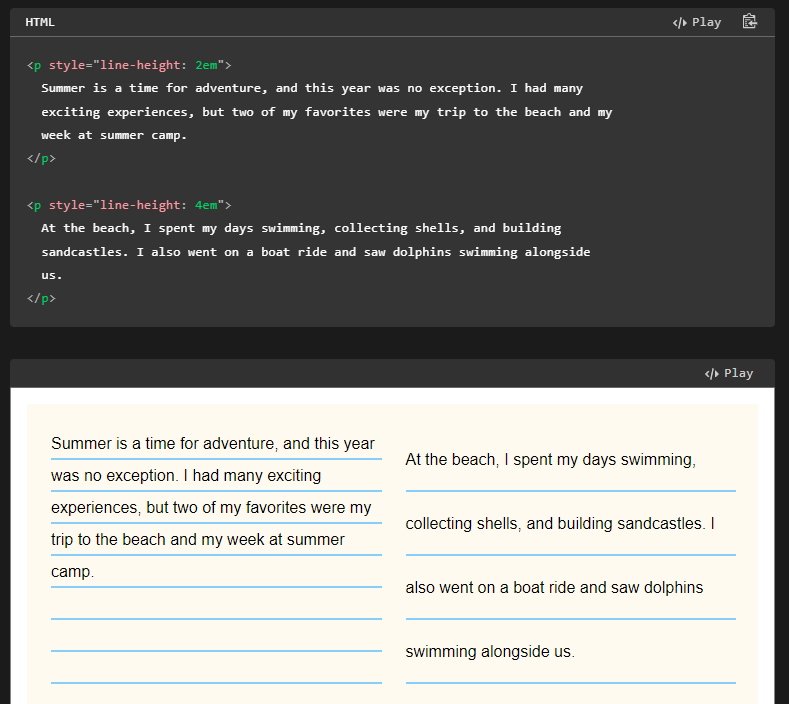 HTML
Play
<p style="line-height: 2em">
Summer is a time for adventure, and this year was no exception. I had many
exciting experiences, but two of my favorites were my trip to the beach and my
week at summer camp.
</p>
<p style="line-height: 4em">
At the beach, I spent my days swimming, collecting shells, and building
sandcastles. I also went on a boat ride and saw dolphins swimming alongside
us.
</p>
Play
Summer is a time for adventure, and this year
was no exception. I had many exciting
experiences, but two of my favorites were my
trip to the beach and my week at summer
camp.
At the beach, I spent my days swimming,
collecting shells, and building sandcastles. I
also went on a boat ride and saw dolphins
swimming alongside us.